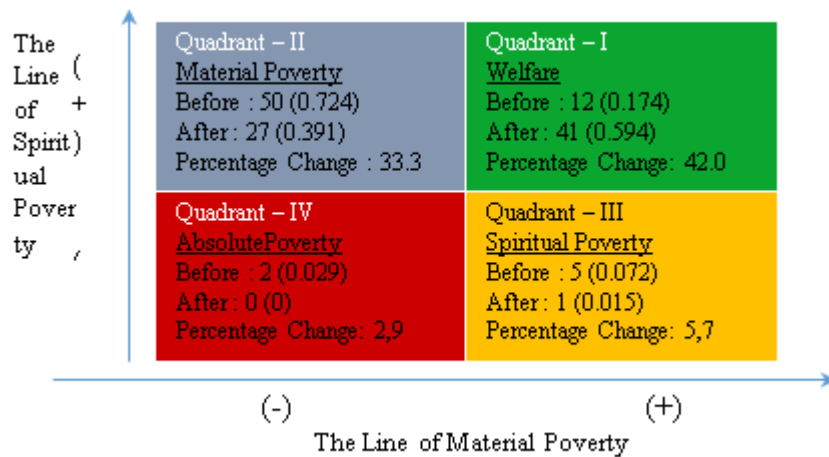 The
Line (
of +
Spirit )
ual
Pover
ty
Quadrant – II
Material Poverty
Before : 50 (0.724)
After : 27 (0.391)
Percentage Change : 33.3
Quadrant – I
Welfare
Before : 12 (0.174)
After : 41 (0.594)
Percentage Change: 42.0
Quadrant – IV
AbsolutePoverty
Before : 2 (0.029)
After : 0 (0)
Percentage Change: 2,9
Quadrant – III
Spiritual Poverty
Before : 5 (0.072)
After : 1 (0.015)
Percentage Change: 5,7
(-) (+)
The Line of Material Poverty